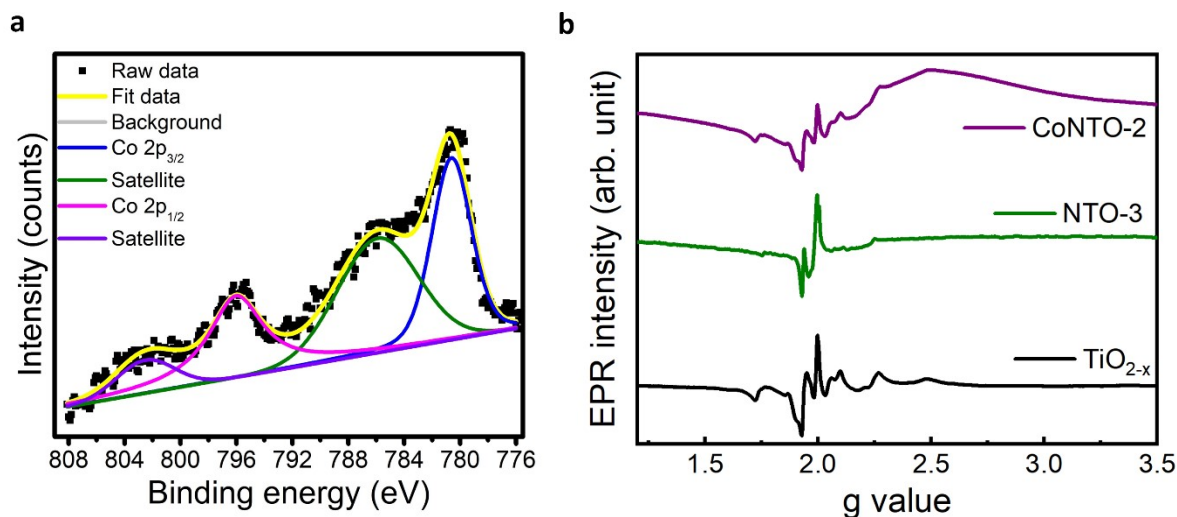 a
Raw data
Fit data
Background
Co 2p3/2
Satellite
Co 2p1/2
Satellite
Intensity (counts)
808 804 800 796 792 788 784 780 776
Binding energy (eV)
b
CoNTO-2
NTO-3
TiO2-x
EPR intensity (arb. unit)
1.5 2.0 2.5 3.0 3.5
g value